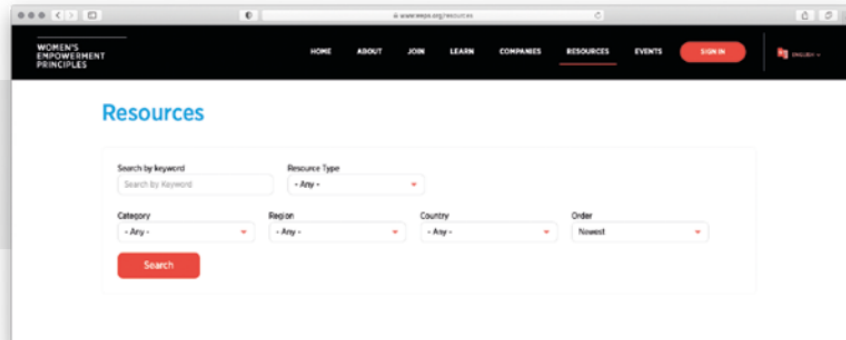 www.weps.org/resources
WOMEN'S
EMPOWERMENT
PRINCIPLES
HOME ABOUT JOIN LEARN COMPANIES RESOURCES EVENTS SIGN IN ENGLISH
Resources
Search by keyword Resource Type
Search by Keyword - Any -
Category Region Country Order
- Any - - Any - - Any - Newest
Search